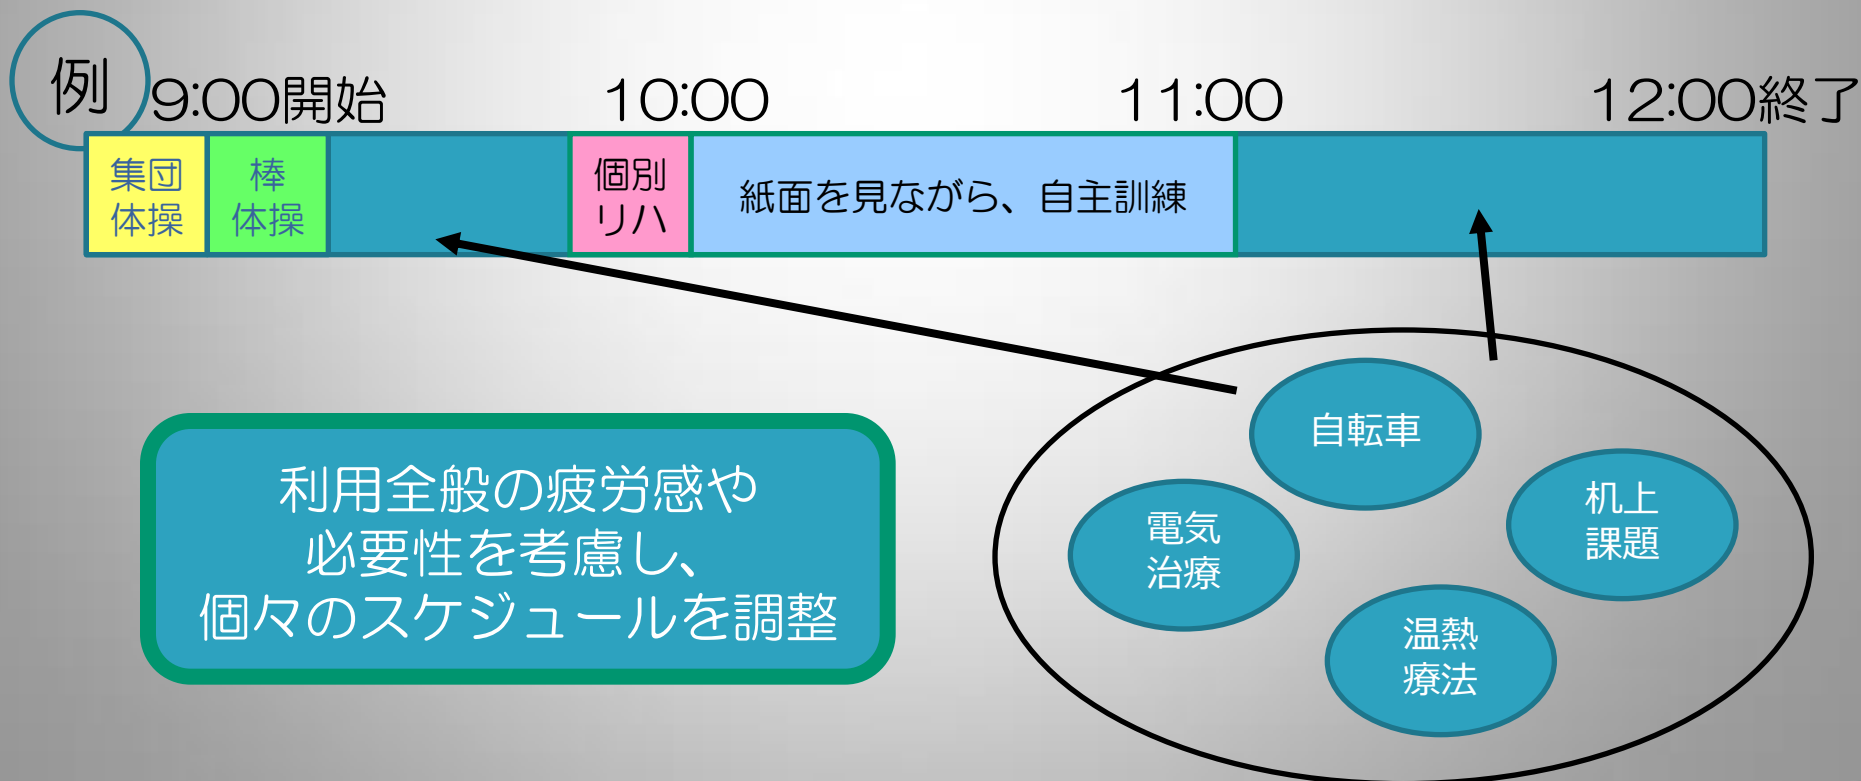 例
9:00開始
10:00
11:00
12:00終了
集団
体操
棒
体操
個別
リハ
紙面を見ながら、自主訓練
利用全般の疲労感や
必要性を考慮し、
個々のスケジュールを調整
自転車
電気
治療
机上
課題
温熱
療法